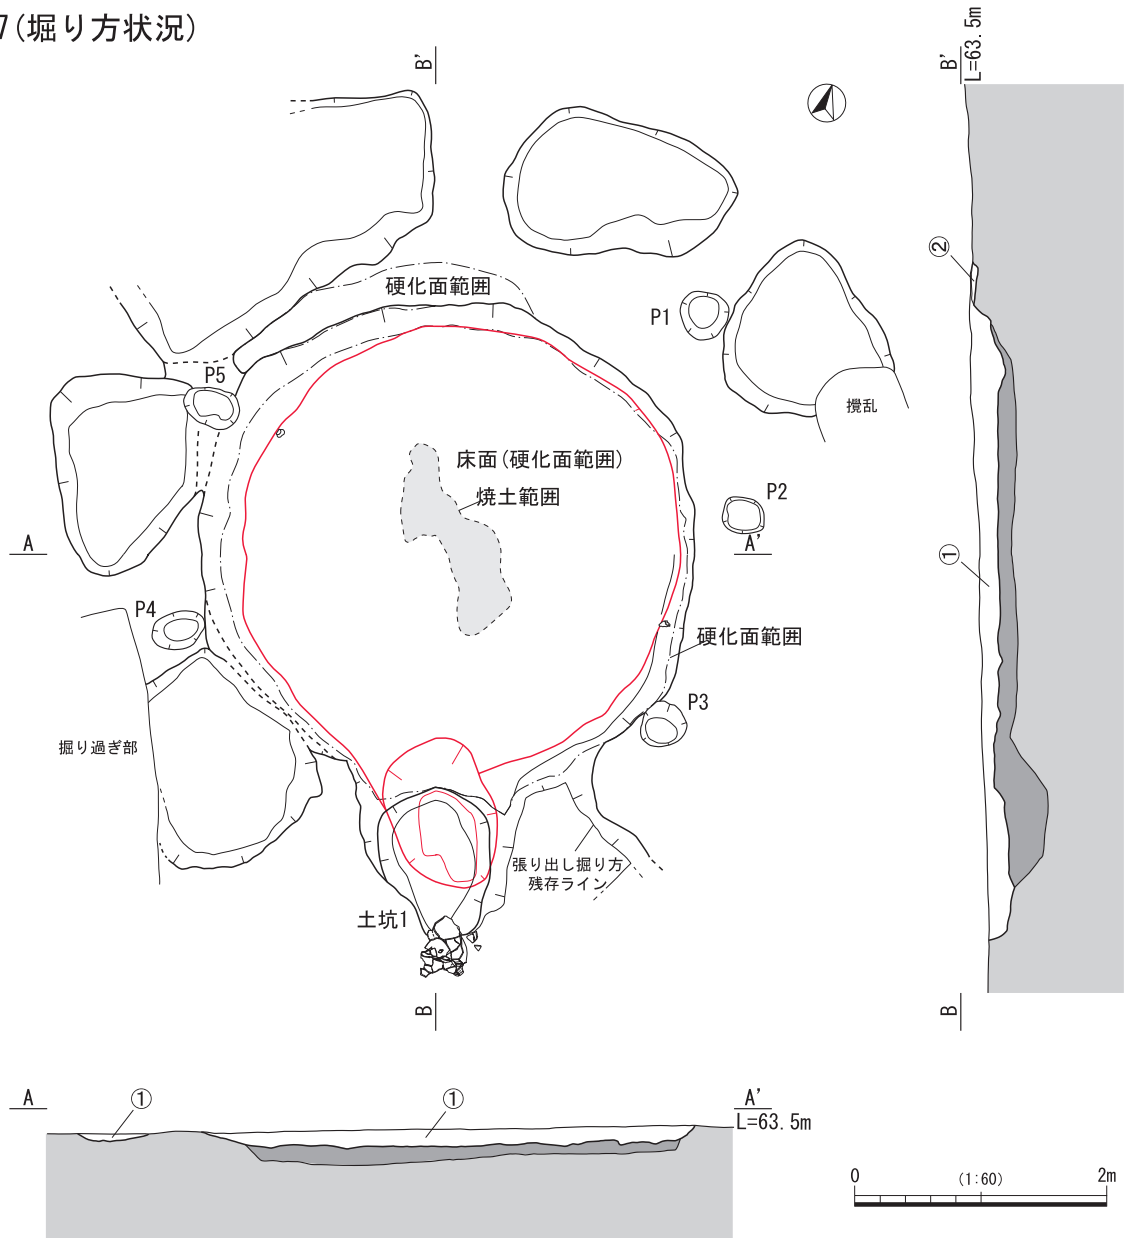 7(掘り方状況)
B'
B'
L=63.5m
硬化面範囲
②
P1
P5
攪乱
床面(硬化面範囲)
焼土範囲
P2
A
A'
①
P4
硬化面範囲
P3
掘り過ぎ部
張り出し掘り方
残存ライン
土坑1
B
B
A
①
①
A'
L=63.5m
0
(1:60)
2m